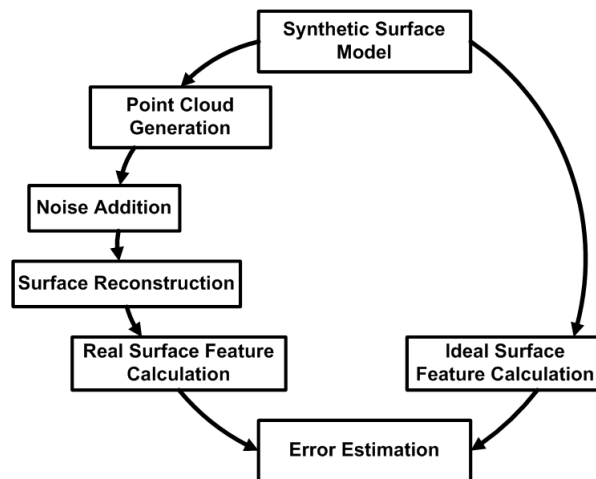 Synthetic Surface
Model
Point Cloud
Generation
Noise Addition
Surface Reconstruction
Real Surface Feature
Calculation
Ideal Surface
Feature Calculation
Error Estimation